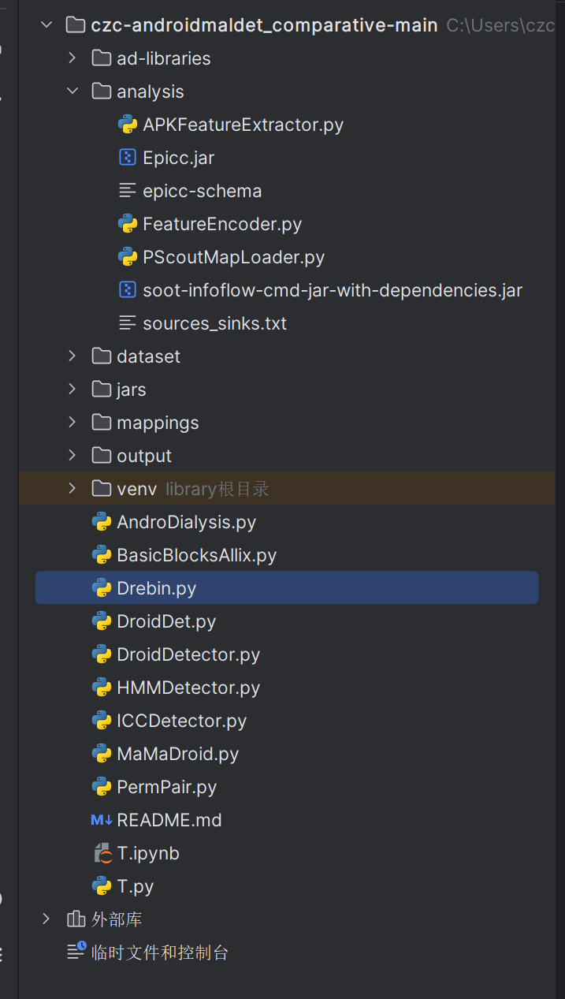 czc-androidmaldet_comparative-main C:\Users\czc
ad-libraries
analysis
APKFeatureExtractor.py
Epicc.jar
epicc-schema
FeatureEncoder.py
PScoutMapLoader.py
soot-infoflow-cmd-jar-with-dependencies.jar
sources_sinks.txt
dataset
jars
mappings
output
venv library根目录
AndroDialysis.py
BasicBlocksAllix.py
Drebin.py
DroidDet.py
DroidDetector.py
HMMDetector.py
ICCDetector.py
MaMaDroid.py
PermPair.py
M↓ README.md
T.ipynb
T.py
外部库
临时文件和控制台